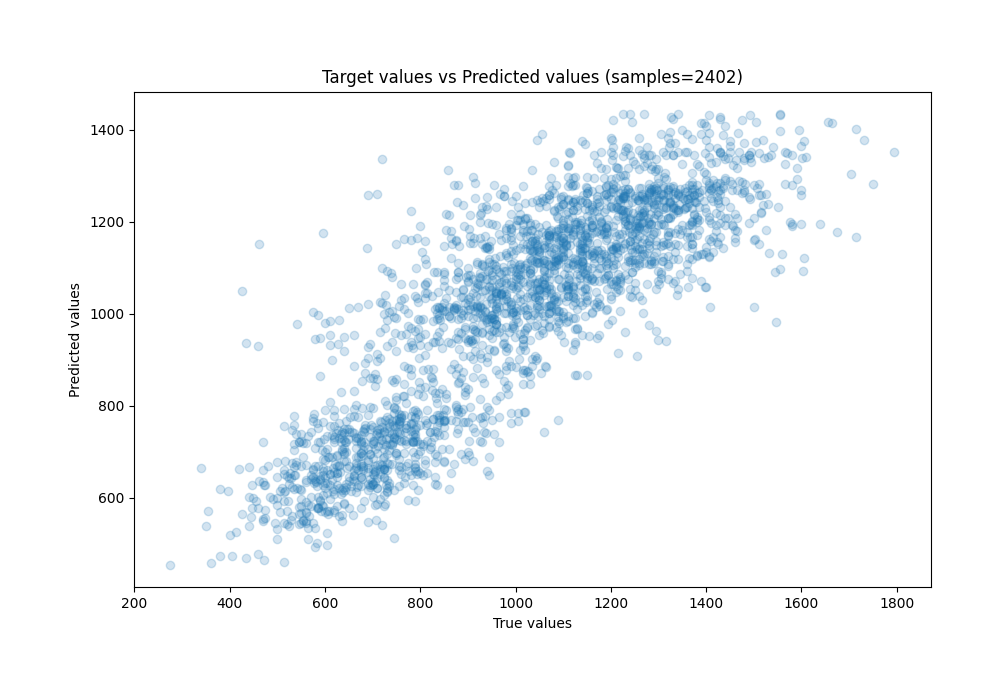 Target values vs Predicted values (samples=2402)
1400
1200
1000
800
600
Predicted values
200 400 600 800 1000 1200 1400 1600 1800
True values